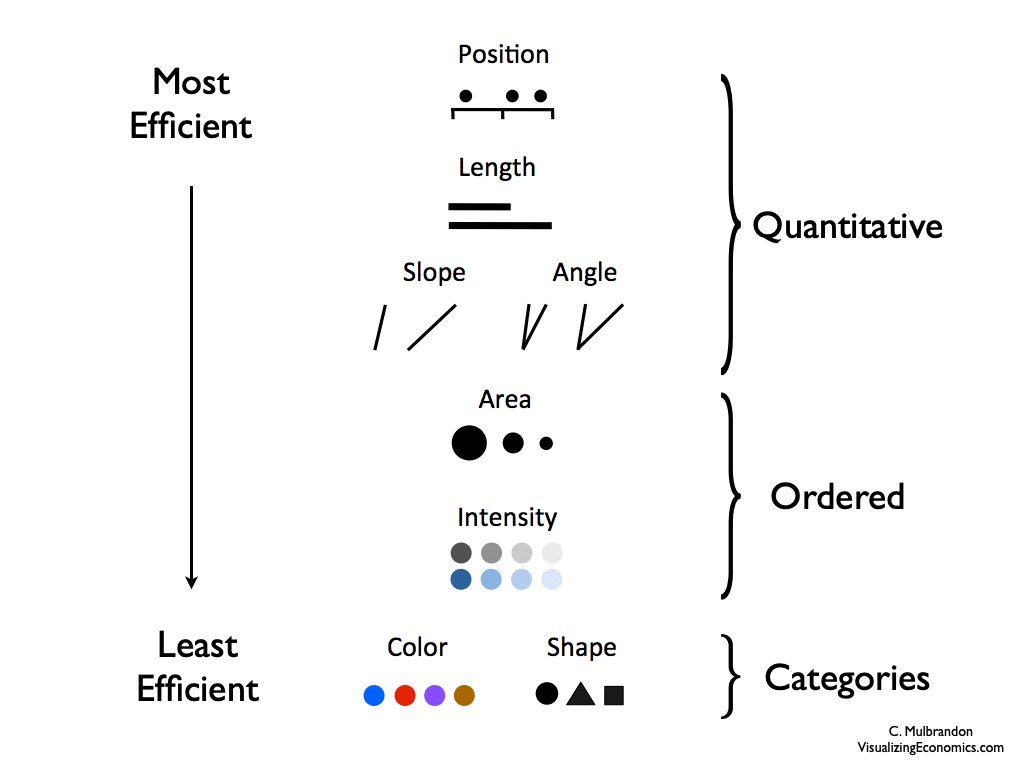 Most
Efficient
Position
Length
Slope
Angle
Quantitative
Area
Intensity
Ordered
Least
Efficient
Color
Shape
Categories
C. Mulbrandon
VisualizingEconomics.com